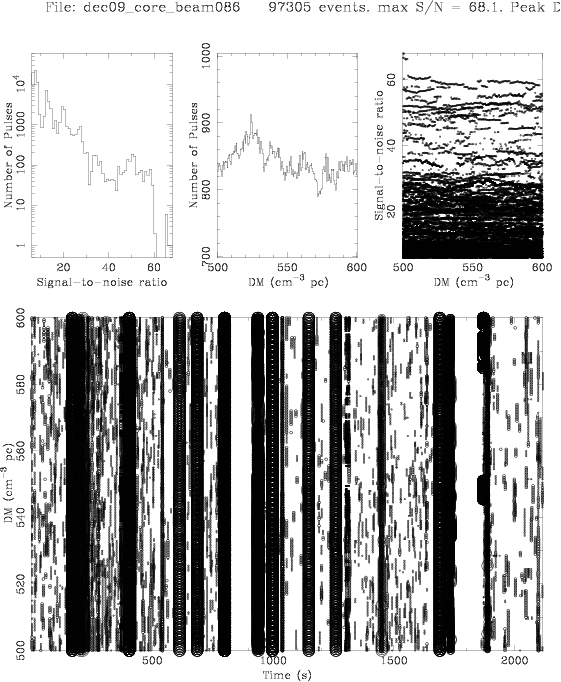 File: dec09_core_beam086 97305 events. max S/N = 68.1. Peak D
Number of Pulses
10⁴
1000
100
10
1
20 40 60
Signal-to-noise ratio
Number of Pulses
1000
900
800
700
500 550 600
DM (cm⁻³ pc)
Signal-to-noise ratio
60
40
20
500 550 600
DM (cm⁻³ pc)
DM (cm⁻³ pc)
600
580
560
540
520
500
500 1000 1500 2000
Time (s)